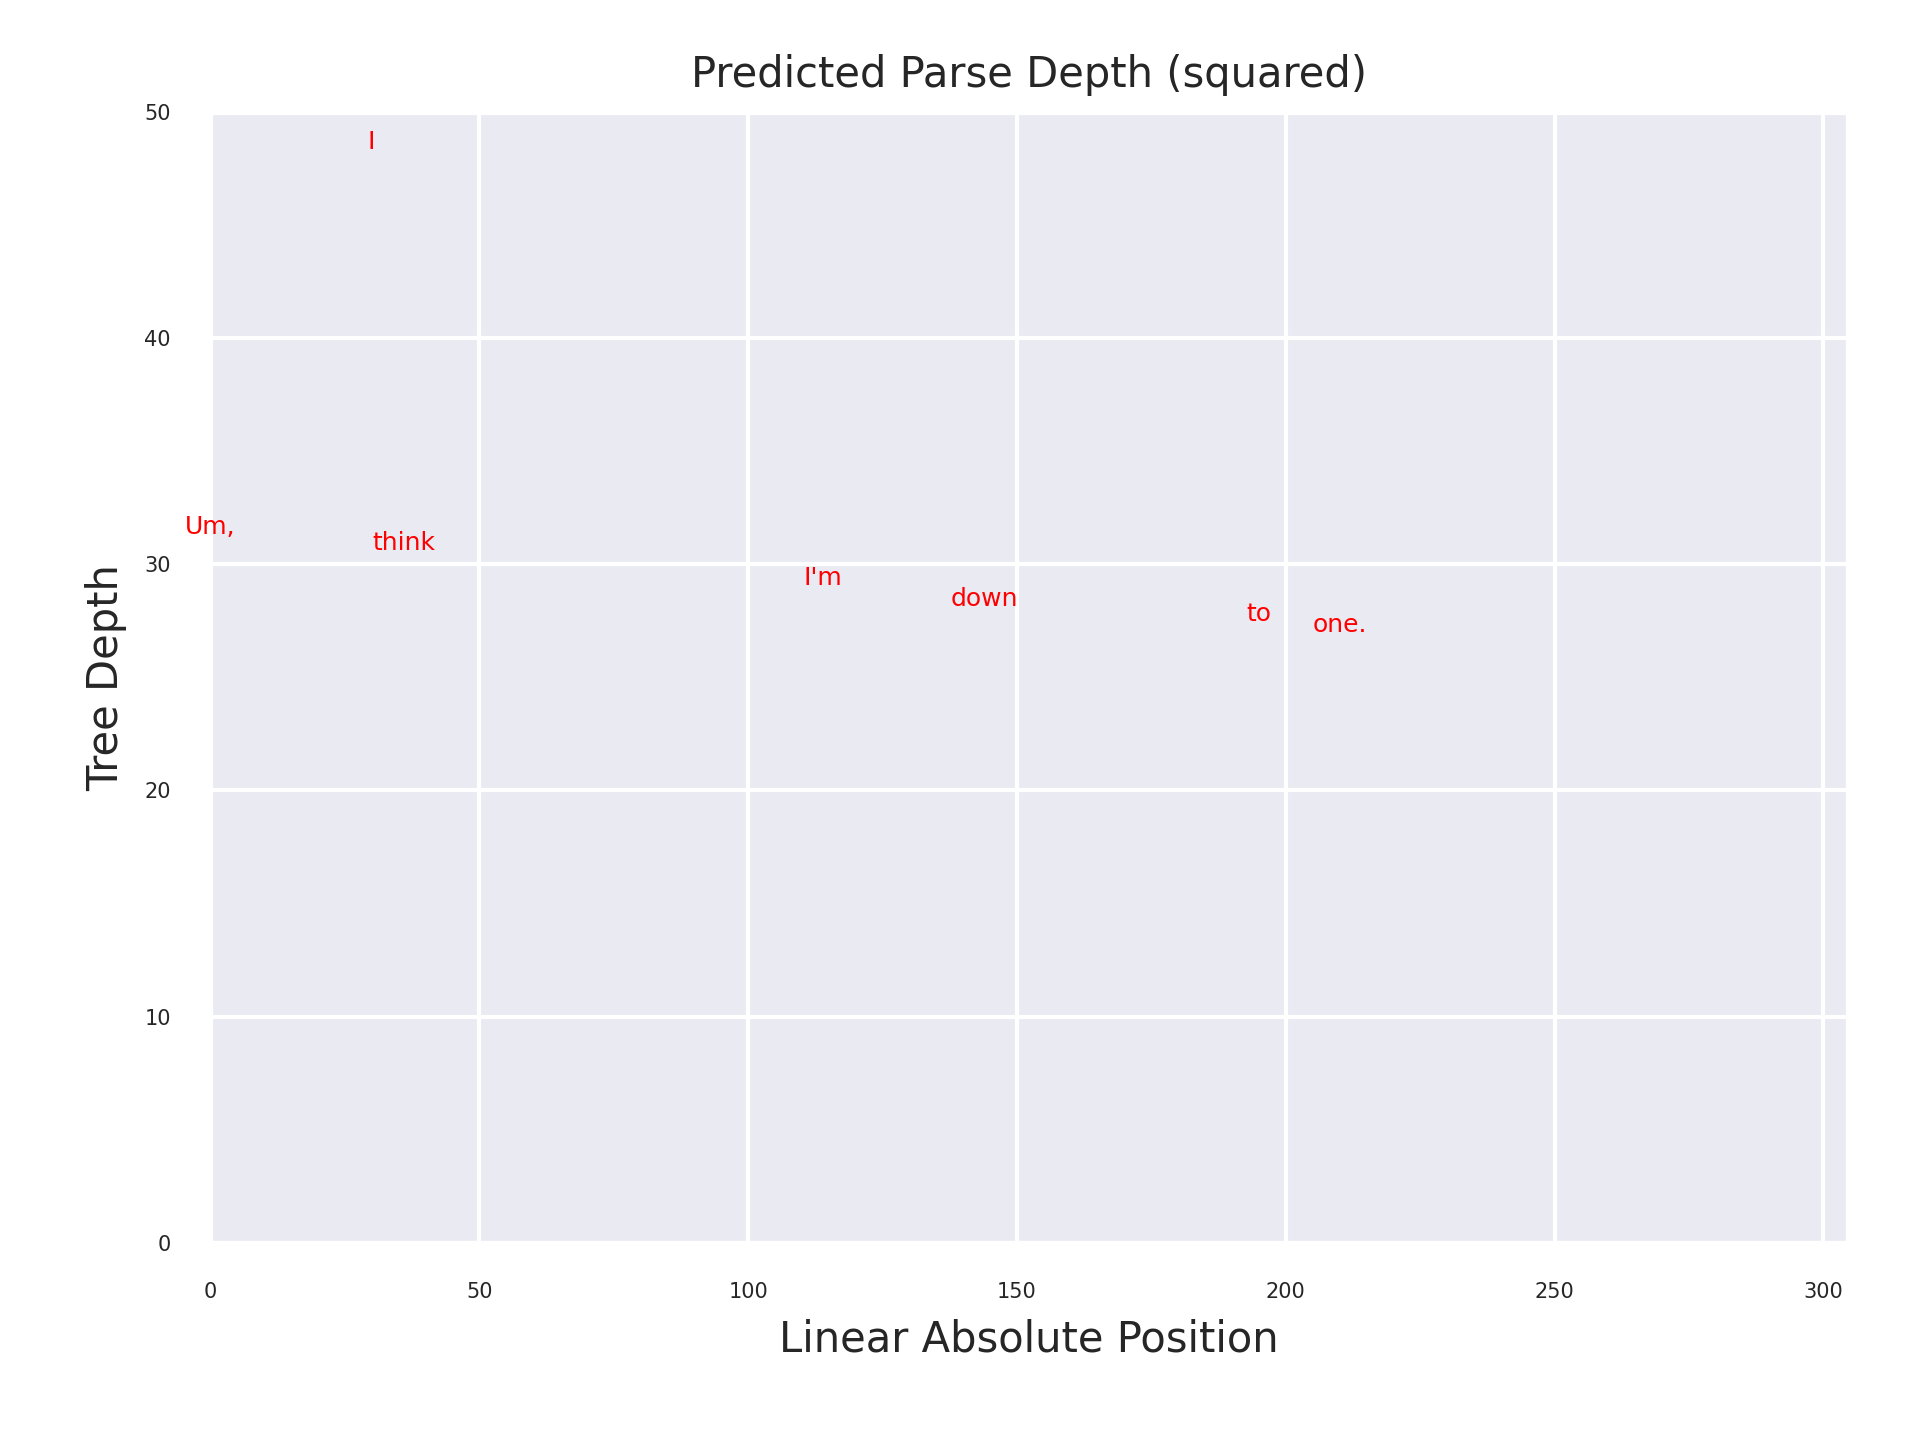 Predicted Parse Depth (squared)
50
I
40
Um,
think
30
I'm
down
to
one.
Tree Depth
20
10
0
0 50 100 150 200 250 300
Linear Absolute Position